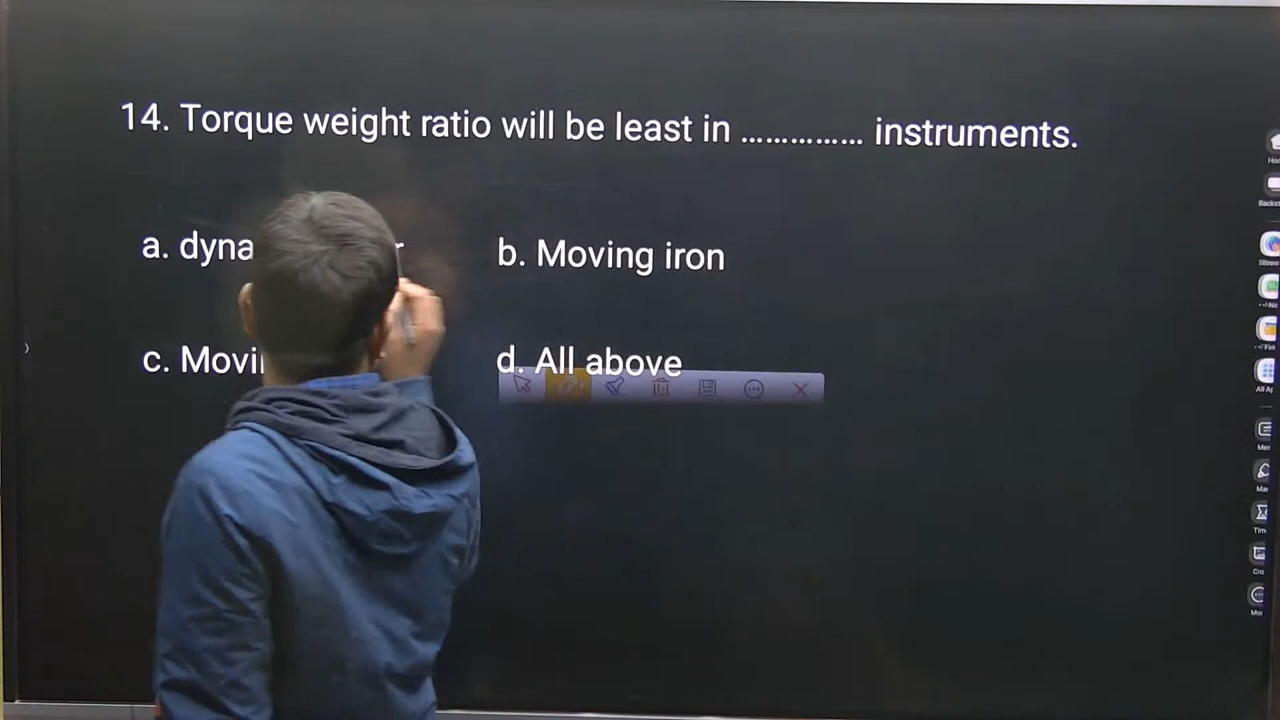 14. Torque weight ratio will be least in ............... instruments.
a. dyna r b. Moving iron
c. Movi d. All above